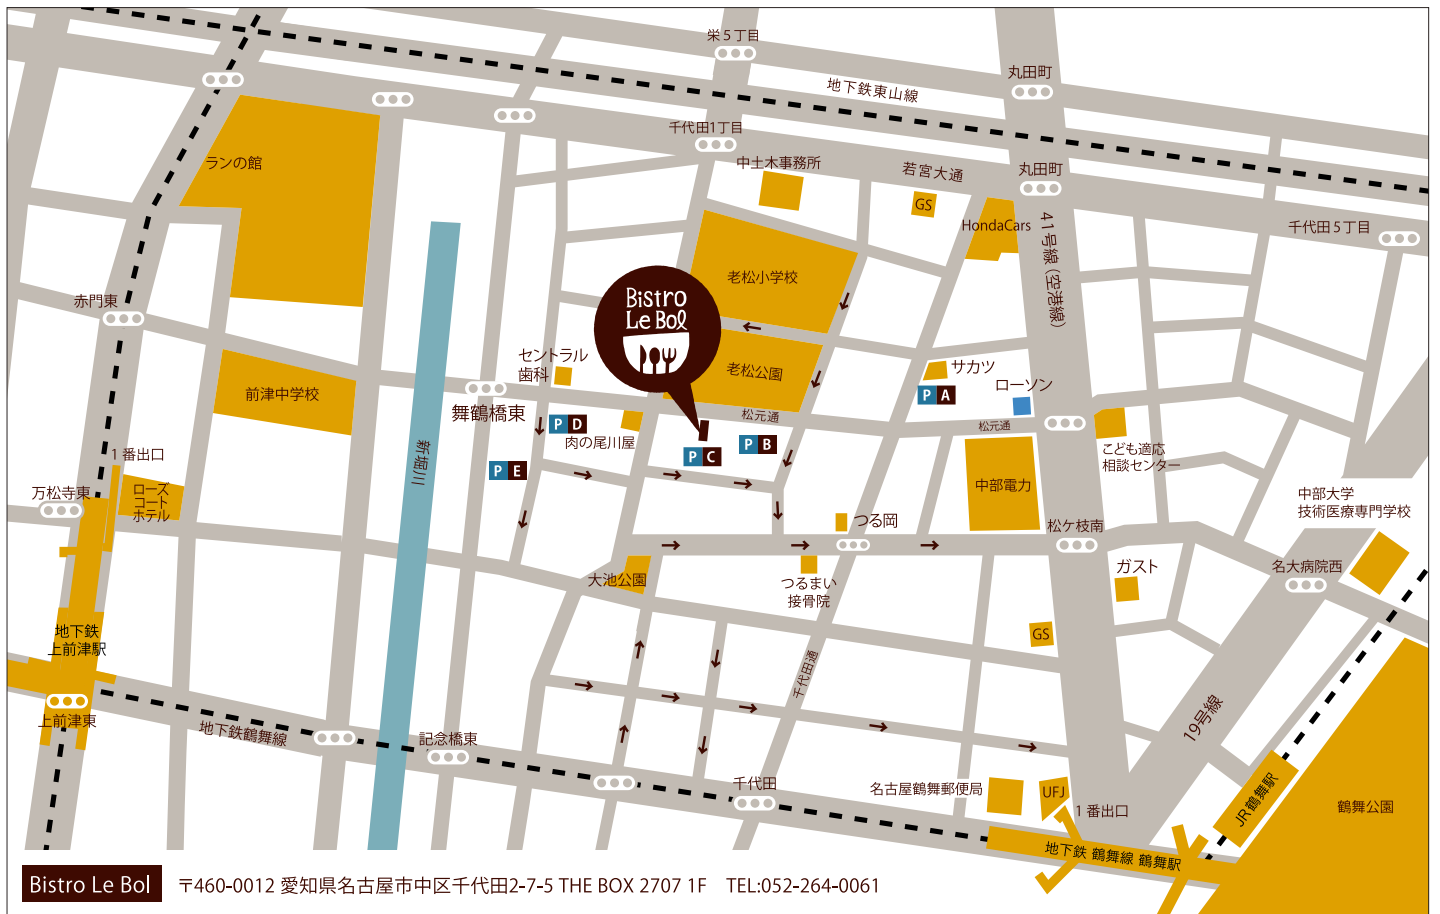 栄5丁目
丸田町
地下鉄東山線
千代田1丁目
中土木事務所
若宮大通
丸田町
ランの館
GS
HondaCars
41号線(空港線)
千代田5丁目
老松小学校
赤門東
Bistro
Le Bol
セントラル
歯科
老松公園
サカツ
P A
ローソン
前津中学校
舞鶴橋東
松元通
松元通
P D
肉の尾川屋
P B
P C
P E
こども適応
相談センター
新堀川
1番出口
万松寺東
ローズ
コート
ホテル
中部電力
中部大学
技術医療専門学校
つる岡
松ケ枝南
大池公園
つるまい
接骨院
ガスト
名大病院西
地下鉄
上前津駅
GS
千代田通
上前津東
地下鉄鶴舞線
記念橋東
19号線
千代田
名古屋鶴舞郵便局
UFJ
1番出口
JR鶴舞駅
鶴舞公園
地下鉄 鶴舞線 鶴舞駅
Bistro Le Bol 〒460-0012 愛知県名古屋市中区千代田2-7-5 THE BOX 2707 1F TEL:052-264-0061